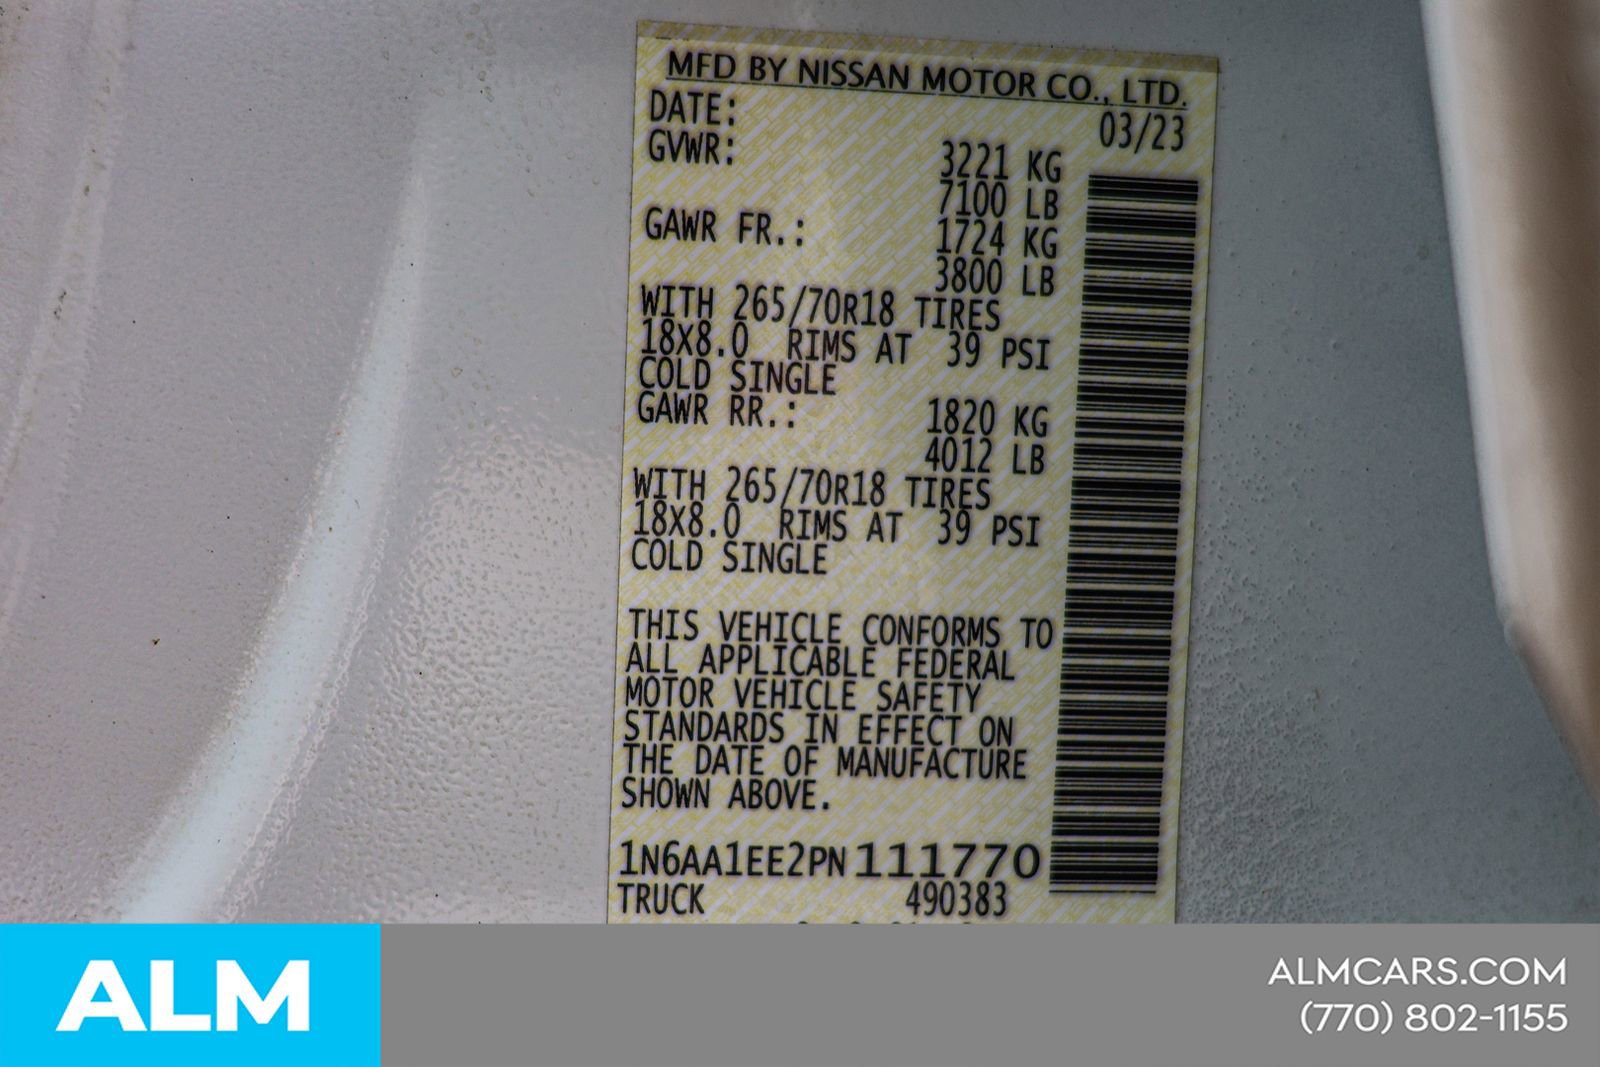 MFD BY NISSAN MOTOR CO., LTD.
DATE: 03/23
GVWR: 3221 KG
7100 LB
GAWR FR.: 1724 KG
3800 LB
WITH 265/70R18 TIRES
18X8.0 RIMS AT 39 PSI
COLD SINGLE
GAWR RR.: 1820 KG
4012 LB
WITH 265/70R18 TIRES
18X8.0 RIMS AT 39 PSI
COLD SINGLE
THIS VEHICLE CONFORMS TO
ALL APPLICABLE FEDERAL
MOTOR VEHICLE SAFETY
STANDARDS IN EFFECT ON
THE DATE OF MANUFACTURE
SHOWN ABOVE.
1N6AA1EE2PN111770
TRUCK 490383
ALM
ALMCARS.COM
(770) 802-1155